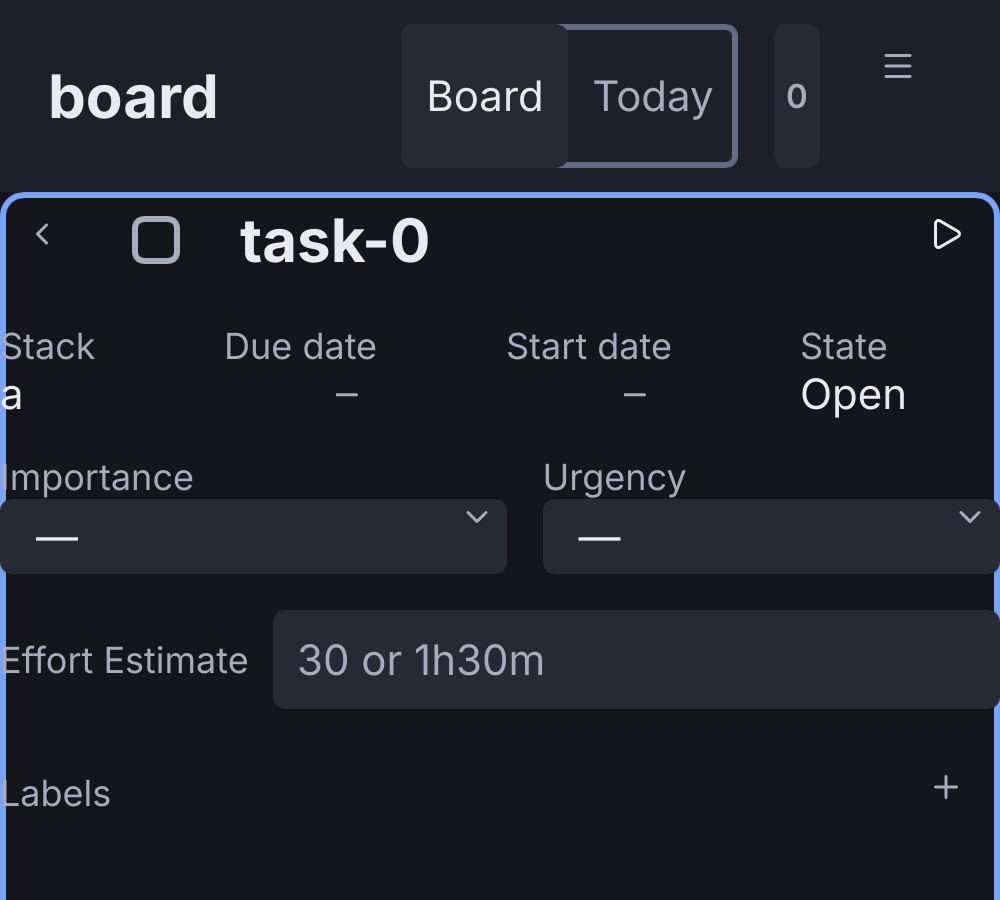 board
Board Today 0
task-0
Stack Due date Start date State
a – – Open
Importance Urgency
— —
Effort Estimate 30 or 1h30m
Labels